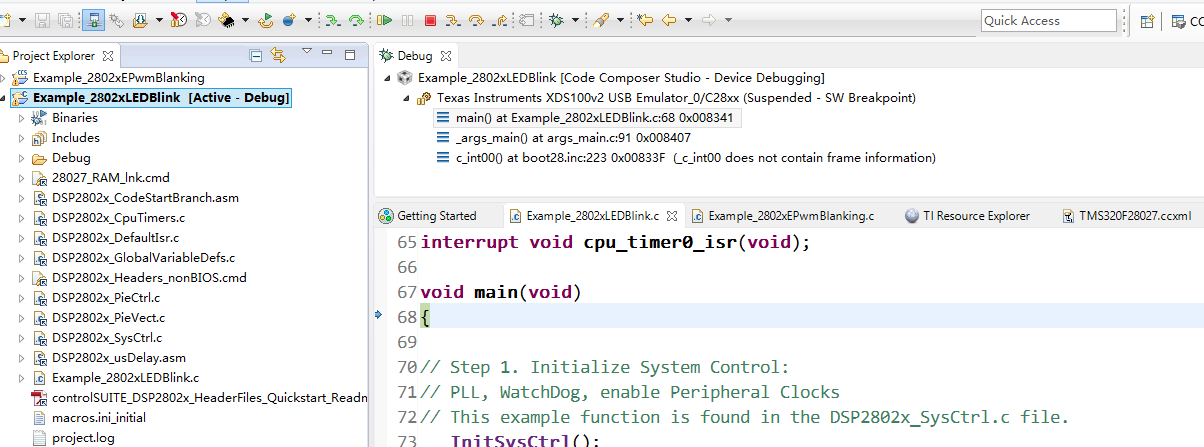 Quick Access
CC
Project Explorer
Example_2802xEPwmBlanking
Example_2802xLEDBlink [Active - Debug]
Binaries
Includes
Debug
28027_RAM_lnk.cmd
DSP2802x_CodeStartBranch.asm
DSP2802x_CpuTimers.c
DSP2802x_DefaultIsr.c
DSP2802x_GlobalVariableDefs.c
DSP2802x_Headers_nonBIOS.cmd
DSP2802x_PieCtrl.c
DSP2802x_PieVect.c
DSP2802x_SysCtrl.c
DSP2802x_usDelay.asm
Example_2802xLEDBlink.c
controlSUITE_DSP2802x_HeaderFiles_Quickstart_Readm
macros.ini_initial
project.log
Debug
Example_2802xLEDBlink [Code Composer Studio - Device Debugging]
Texas Instruments XDS100v2 USB Emulator_0/C28xx (Suspended - SW Breakpoint)
main() at Example_2802xLEDBlink.c:68 0x008341
_args_main() at args_main.c:91 0x008407
c_int00() at boot28.inc:223 0x00833F (_c_int00 does not contain frame information)
Getting Started
Example_2802xLEDBlink.c
Example_2802xEPwmBlanking.c
TI Resource Explorer
TMS320F28027.ccxml
65 interrupt void cpu_timer0_isr(void);
66
67 void main(void)
68 {
69
70 // Step 1. Initialize System Control:
71 // PLL, WatchDog, enable Peripheral Clocks
72 // This example function is found in the DSP2802x_SysCtrl.c file.
73 InitSysCtrl();